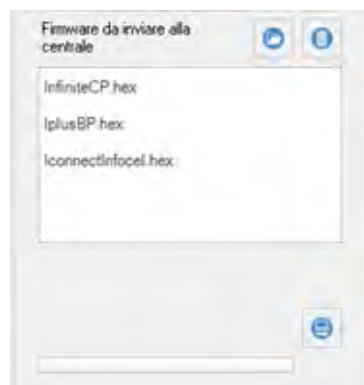 Firmware da inviare alla
centrale
InfiniteCP.hex
IplusBP.hex
IconnectInfocel.hex